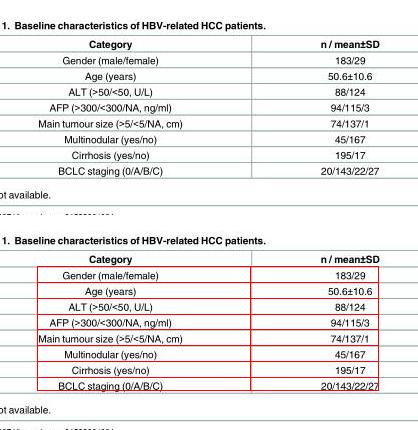 1. Baseline characteristics of HBV-related HCC patients.
Category n / mean±SD
Gender (male/female) 183/29
Age (years) 50.6±10.6
ALT (>50/<50, U/L) 88/124
AFP (>300/<300/NA, ng/ml) 94/115/3
Main tumour size (>5/<5/NA, cm) 74/137/1
Multinodular (yes/no) 45/167
Cirrhosis (yes/no) 195/17
BCLC staging (0/A/B/C) 20/143/22/27
ot available.
1. Baseline characteristics of HBV-related HCC patients.
Category n / mean±SD
Gender (male/female) 183/29
Age (years) 50.6±10.6
ALT (>50/<50, U/L) 88/124
AFP (>300/<300/NA, ng/ml) 94/115/3
Main tumour size (>5/<5/NA, cm) 74/137/1
Multinodular (yes/no) 45/167
Cirrhosis (yes/no) 195/17
BCLC staging (0/A/B/C) 20/143/22/27
ot available.